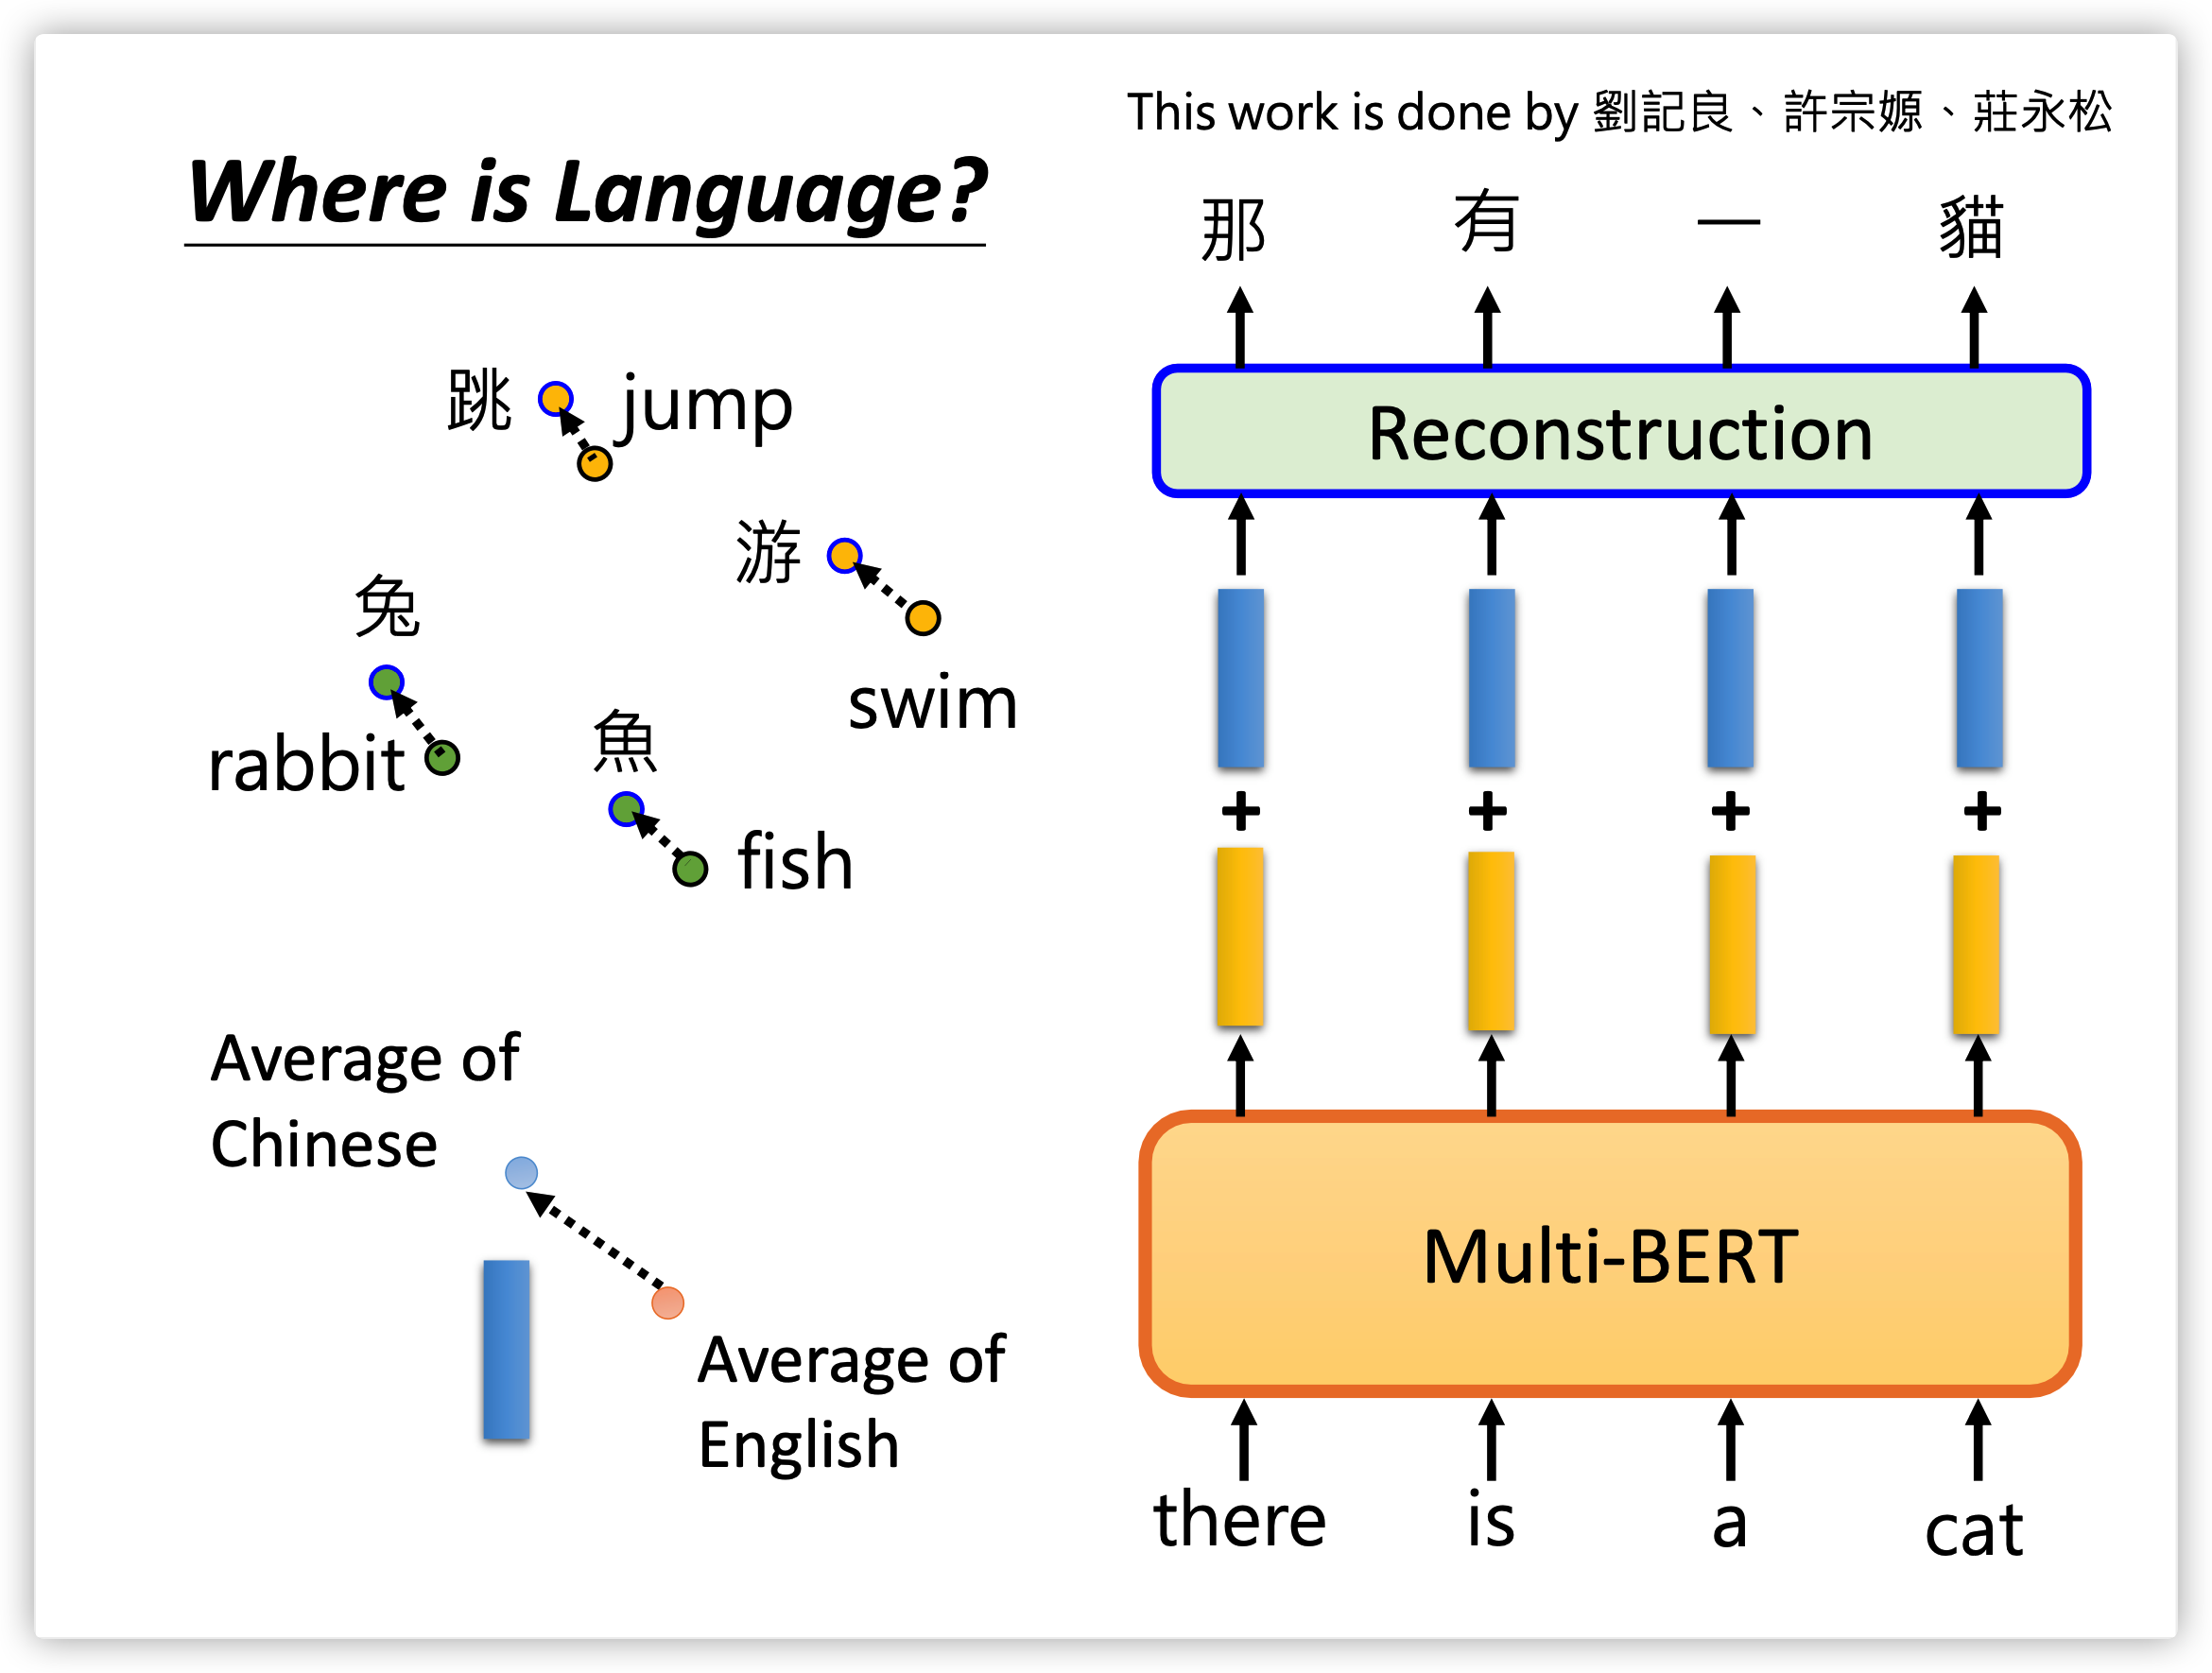 This work is done by 劉記良、許宗嫄、莊永松
Where is Language?
跳 jump
游
swim
兔
rabbit
魚
fish
Average of
Chinese
Average of
English
那 有 一 貓
Reconstruction
+ + + +
Multi-BERT
there is a cat